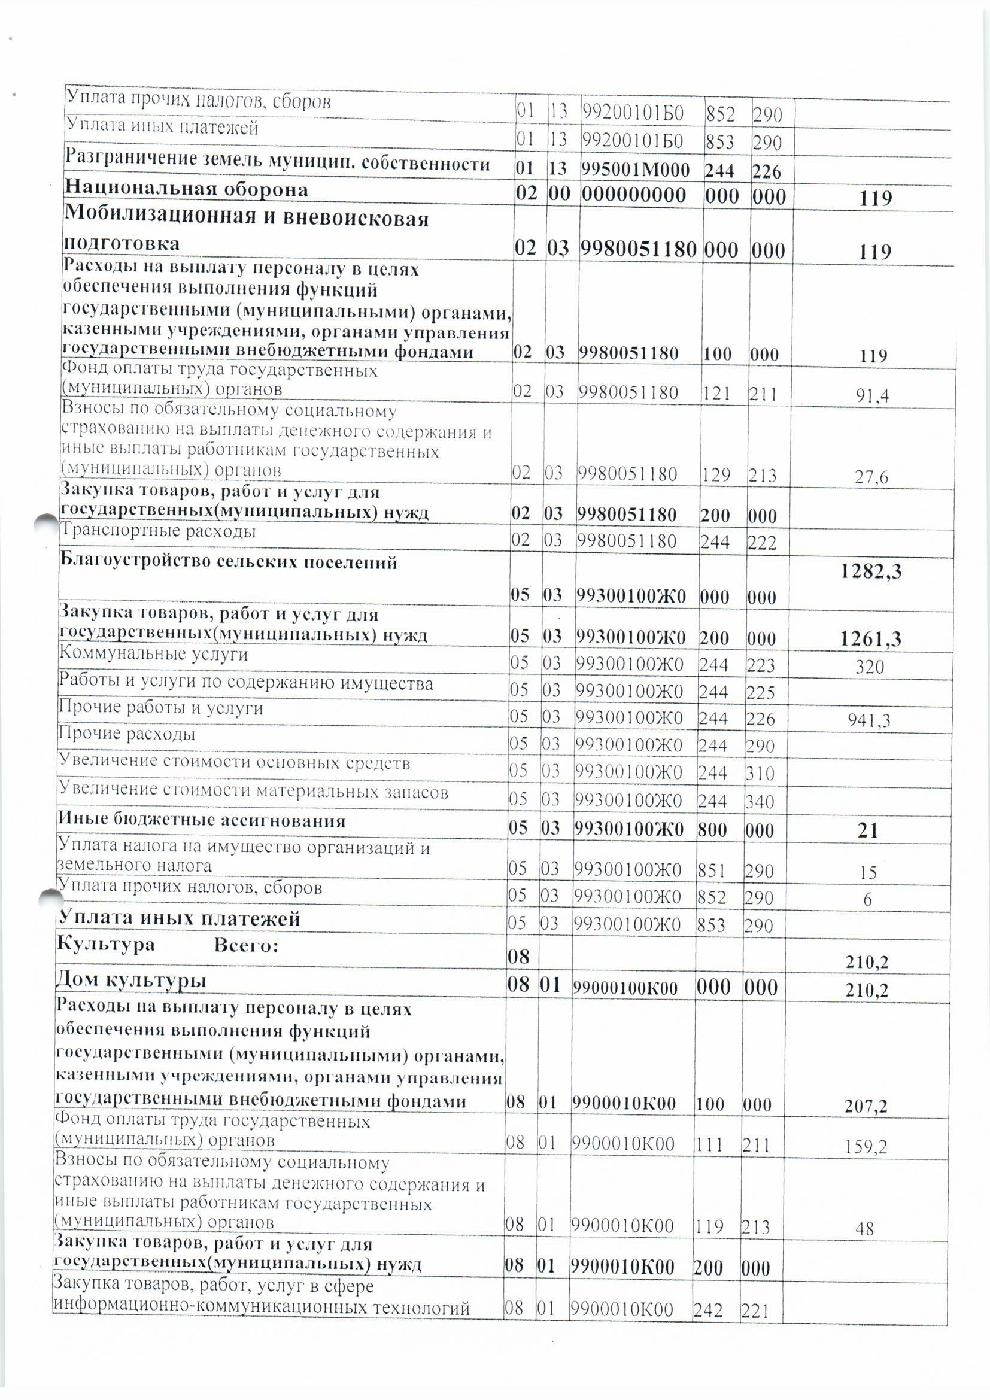 Уплата прочих налогов, сборов 01 13 99200101Б0 852 290
Уплата иных платежей 01 13 99200101Б0 853 290
Разграничение земель муницип. собственности 01 13 995001М000 244 226
Национальная оборона 02 00 000000000 000 000 119
Мобилизационная и вневоисковая
подготовка 02 03 9980051180 000 000 119
Расходы на выплату персоналу в целях
обеспечения выполнения функций
государственными (муниципальными) органами,
казенными учреждениями, органами управления
государственными внебюджетными фондами 02 03 9980051180 100 000 119
Фонд оплаты труда государственных
(муниципальных) органов 02 03 9980051180 121 211 91,4
Взносы по обязательному социальному
страхованию на выплаты денежного содержания и
иные выплаты работникам государственных
(муниципальных) органов 02 03 9980051180 129 213 27,6
Закупка товаров, работ и услуг для
государственных(муниципальных) нужд 02 03 9980051180 200 000
Транспортные расходы 02 03 9980051180 244 222
Благоустройство сельских поселений 1282,3
05 03 99300100Ж0 000 000
Закупка товаров, работ и услуг для
государственных(муниципальных) нужд 05 03 99300100Ж0 200 000 1261,3
Коммунальные услуги 05 03 99300100Ж0 244 223 320
Работы и услуги по содержанию имущества 05 03 99300100Ж0 244 225
Прочие работы и услуги 05 03 99300100Ж0 244 226 941,3
Прочие расходы 05 03 99300100Ж0 244 290
Увеличение стоимости основных средств 05 03 99300100Ж0 244 310
Увеличение стоимости материальных запасов 05 03 99300100Ж0 244 340
Иные бюджетные ассигнования 05 03 99300100Ж0 800 000 21
Уплата налога на имущество организаций и
земельного налога 05 03 99300100Ж0 851 290 15
Уплата прочих налогов, сборов 05 03 99300100Ж0 852 290 6
Уплата иных платежей 05 03 99300100Ж0 853 290
Культура Всего: 08 210,2
Дом культуры 08 01 99000100К00 000 000 210,2
Расходы на выплату персоналу в целях
обеспечения выполнения функций
государственными (муниципальными) органами,
казенными учреждениями, органами управления
государственными внебюджетными фондами 08 01 9900010К00 100 000 207,2
Фонд оплаты труда государственных
(муниципальных) органов 08 01 9900010К00 111 211 159,2
Взносы по обязательному социальному
страхованию на выплаты денежного содержания и
иные выплаты работникам государственных
(муниципальных) органов 08 01 9900010К00 119 213 48
Закупка товаров, работ и услуг для
государственных(муниципальных) нужд 08 01 9900010К00 200 000
Закупка товаров, работ, услуг в сфере
информационно-коммуникационных технологий 08 01 9900010К00 242 221